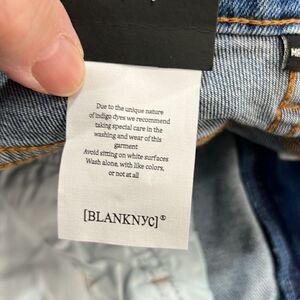 Due to the unique nature
of indigo dyes we recommend
taking special care in the
washing and wear of this
garment
Avoid sitting on white surfaces
Wash alone, with like colors,
or not at all
[BLANKNYC]®